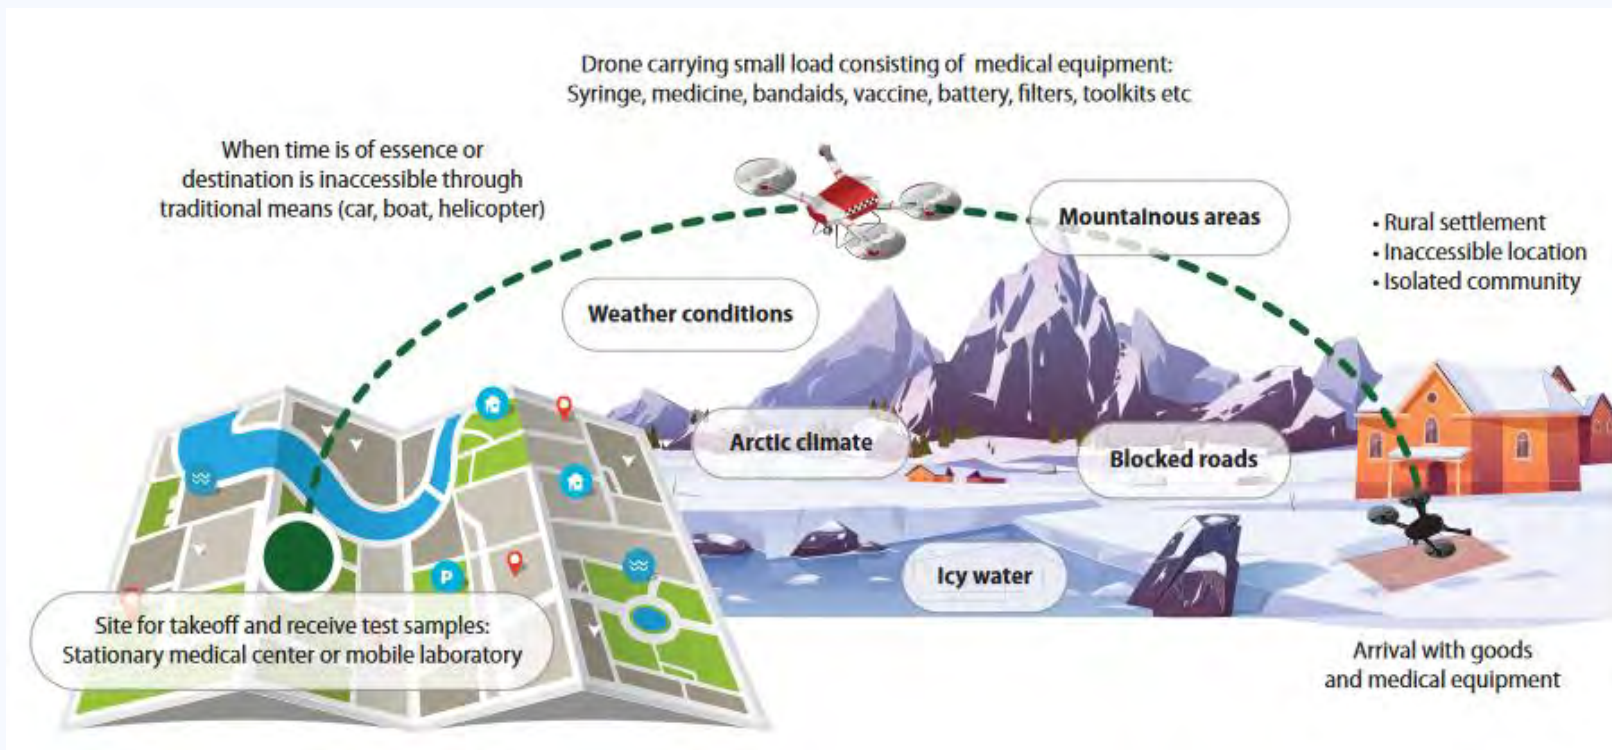 Drone carrying small load consisting of medical equipment:
Syringe, medicine, bandaids, vaccine, battery, filters, toolkits etc
When time is of essence or
destination is inaccessible through
traditional means (car, boat, helicopter)
Mountainous areas
• Rural settlement
• Inaccessible location
• Isolated community
Weather conditions
Arctic climate
Blocked roads
Icy water
P
Site for takeoff and receive test samples:
Stationary medical center or mobile laboratory
Arrival with goods
and medical equipment